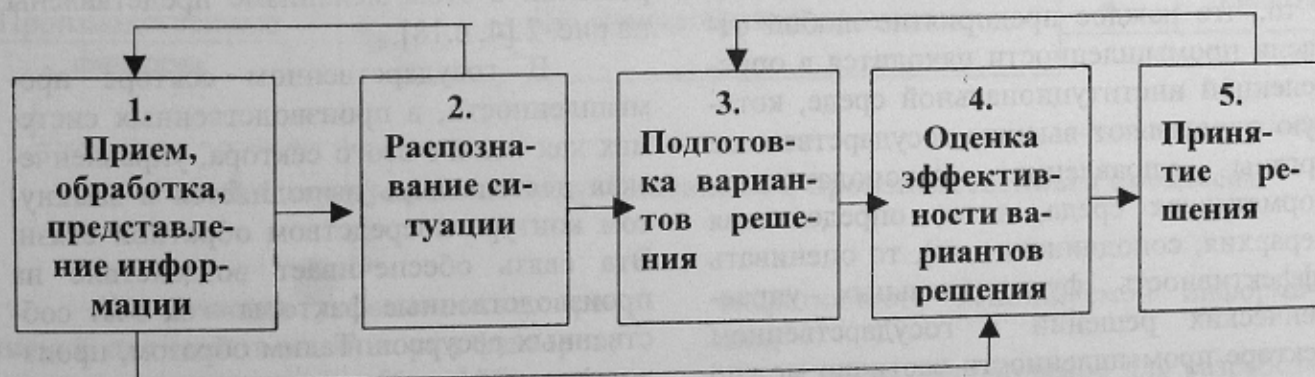 1.
Прием,
обработка,
представле-
ние инфор-
мации
2.
Распозна-
вание си-
туации
3.
Подготов-
ка вариан-
тов реше-
ния
4.
Оценка
эффектив-
ности ва-
риантов
решения
5.
Приня-
тие ре-
шения